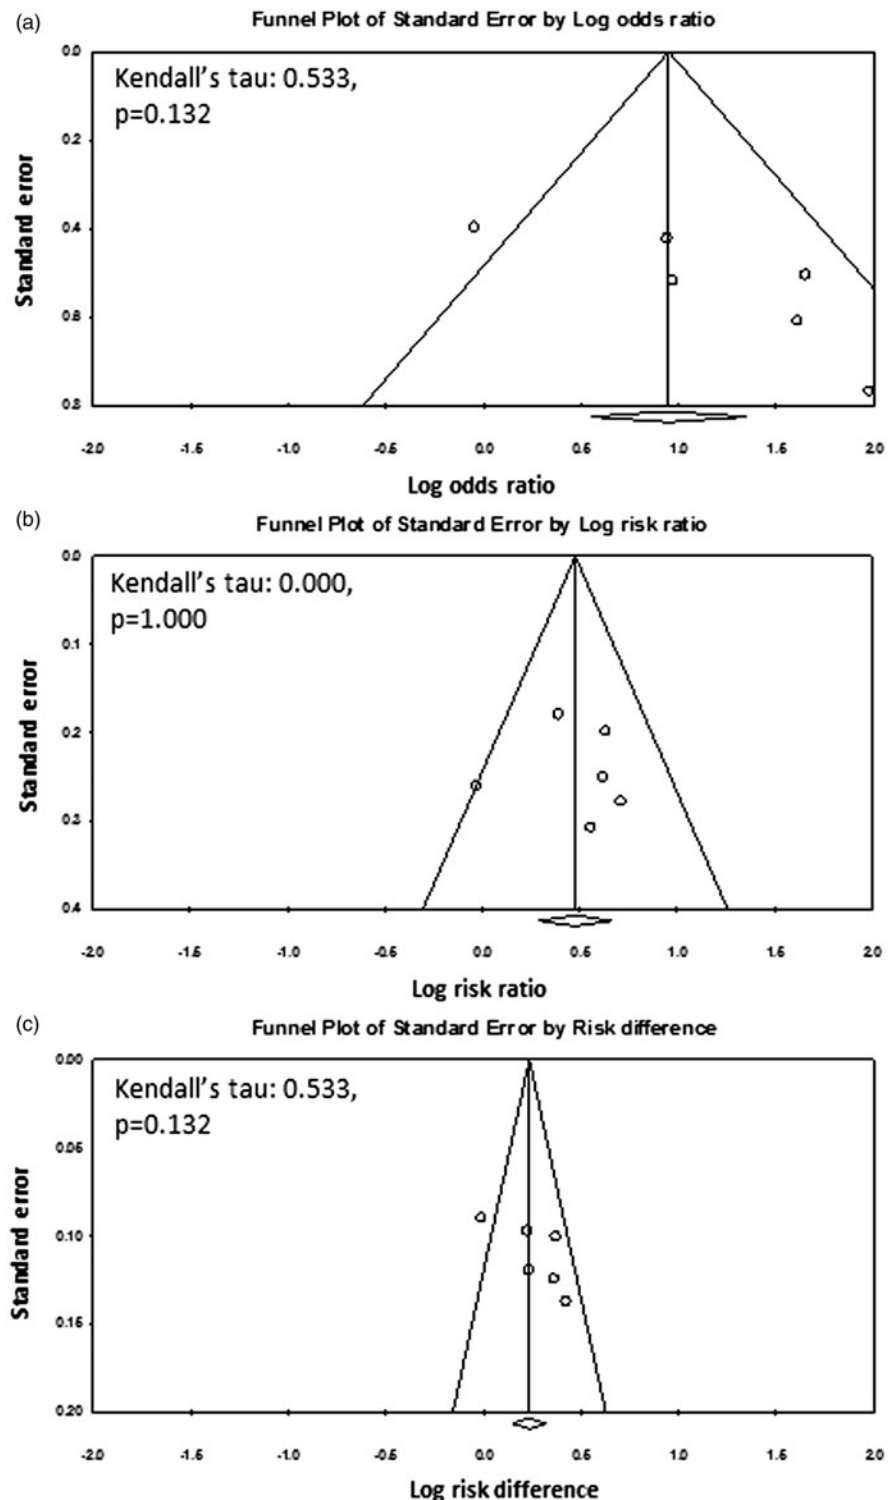 (a)
Funnel Plot of Standard Error by Log odds ratio
Kendall's tau: 0.533,
p=0.132
Standard error
0.0
0.2
0.4
0.6
0.8
-2.0 -1.5 -1.0 -0.5 0.0 0.5 1.0 1.5 2.0
Log odds ratio
(b)
Funnel Plot of Standard Error by Log risk ratio
Kendall's tau: 0.000,
p=1.000
Standard error
0.0
0.1
0.2
0.3
0.4
-2.0 -1.5 -1.0 -0.5 0.0 0.5 1.0 1.5 2.0
Log risk ratio
(c)
Funnel Plot of Standard Error by Risk difference
Kendall's tau: 0.533,
p=0.132
Standard error
0.00
0.05
0.10
0.15
0.20
-2.0 -1.5 -1.0 -0.5 0.0 0.5 1.0 1.5 2.0
Log risk difference